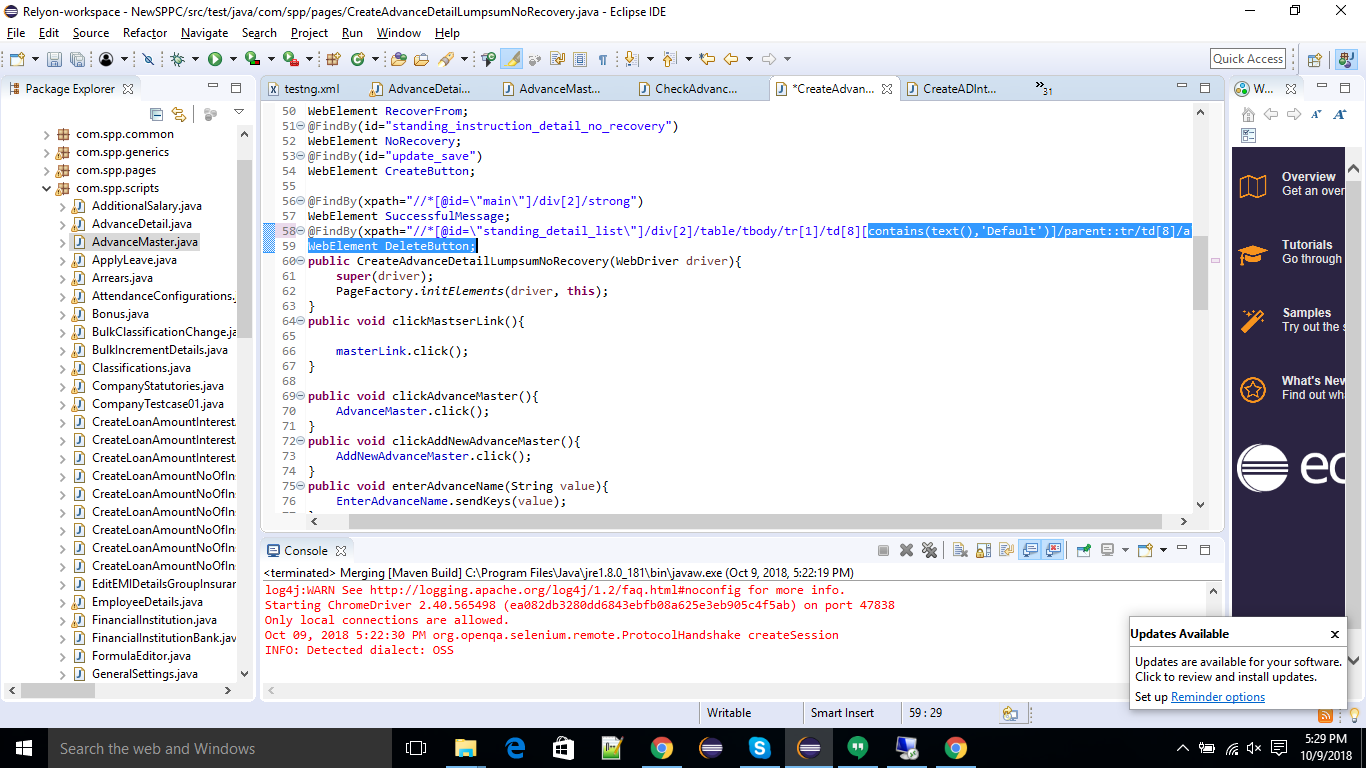 Relyon-workspace - NewSPPC/src/test/java/com/spp/pages/CreateAdvanceDetailLumpsumNoRecovery.java - Eclipse IDE
File Edit Source Refactor Navigate Search Project Run Window Help
Quick Access
Package Explorer
testng.xml
AdvanceDetai...
AdvanceMast...
CheckAdvanc...
*CreateAdvan...
CreateADInt...
31
W...
com.spp.common
com.spp.generics
com.spp.pages
com.spp.scripts
AdditionalSalary.java
AdvanceDetail.java
AdvanceMaster.java
ApplyLeave.java
Arrears.java
AttendanceConfigurations.
Bonus.java
BulkClassificationChange.ja
BulkIncrementDetails.java
Classifications.java
CompanyStatutories.java
CompanyTestcase01.java
CreateLoanAmountInterest
CreateLoanAmountInterest
CreateLoanAmountInterest
CreateLoanAmountNoOfIn
CreateLoanAmountNoOfIn
CreateLoanAmountNoOfIn
CreateLoanAmountNoOfIn
CreateLoanAmountNoOfIn
CreateLoanAmountNoOfIn
EditEMIDetailsGroupInsurar
EmployeeDetails.java
FinancialInstitution.java
FinancialInstitutionBank.jav
FormulaEditor.java
GeneralSettings.java
50 WebElement RecoverFrom;
51 @FindBy(id="standing_instruction_detail_no_recovery")
52 WebElement NoRecovery;
53 @FindBy(id="update_save")
54 WebElement CreateButton;
55
56 @FindBy(xpath="//*[@id=\"main\"]/div[2]/strong")
57 WebElement SuccesfulMessage;
58 @FindBy(xpath="//*[@id=\"standing_detail_list\"]/div[2]/table/tbody/tr[1]/td[8][contains(text(),'Default')]/parent::tr/td[8]/a
59 WebElement DeleteButton;
60 public CreateAdvanceDetailLumpsumNoRecovery(WebDriver driver){
61 super(driver);
62 PageFactory.initElements(driver, this);
63 }
64 public void clickMastserLink(){
65
66 masterLink.click();
67 }
68
69 public void clickAdvanceMaster(){
70 AdvanceMaster.click();
71 }
72 public void clickAddNewAdvanceMaster(){
73 AddNewAdvanceMaster.click();
74 }
75 public void enterAdvanceName(String value){
76 EnterAdvanceName.sendKeys(value);
Overview
Get an over
Tutorials
Go through
Samples
Try out the s
What's New
Find out wh
ec
Console
<terminated> Merging [Maven Build] C:\Program Files\Java\jre1.8.0_181\bin\javaw.exe (Oct 9, 2018, 5:22:19 PM)
log4j:WARN See http://logging.apache.org/log4j/1.2/faq.html#noconfig for more info.
Starting ChromeDriver 2.40.565498 (ea082db3280dd6843ebfb08a625e3eb905c4f5ab) on port 47838
Only local connections are allowed.
Oct 09, 2018 5:22:30 PM org.openqa.selenium.remote.ProtocolHandshake createSession
INFO: Detected dialect: OSS
Updates Available
Updates are available for your software.
Click to review and install updates.
Set up Reminder options
Writable
Smart Insert
59 : 29
Search the web and Windows
5:29 PM
10/9/2018